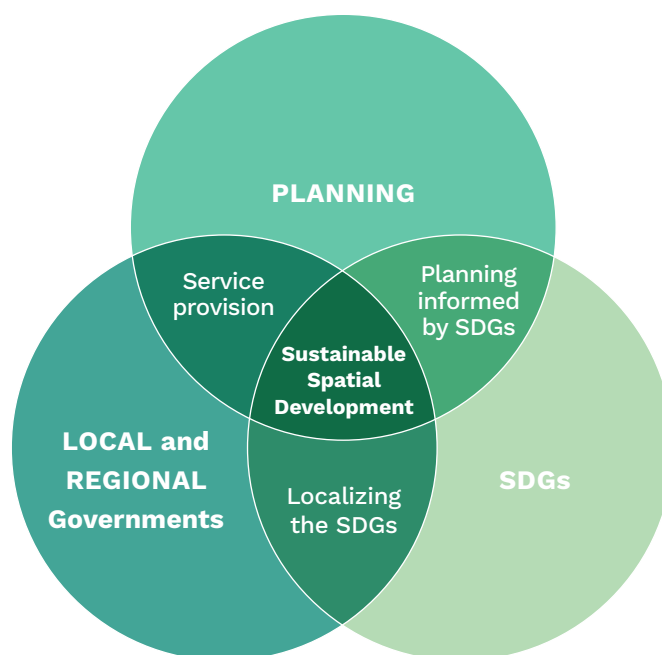 PLANNING
Service
provision
Planning
informed
by SDGs
Sustainable
Spatial
Development
LOCAL and
REGIONAL
Governments
SDGs
Localizing
the SDGs